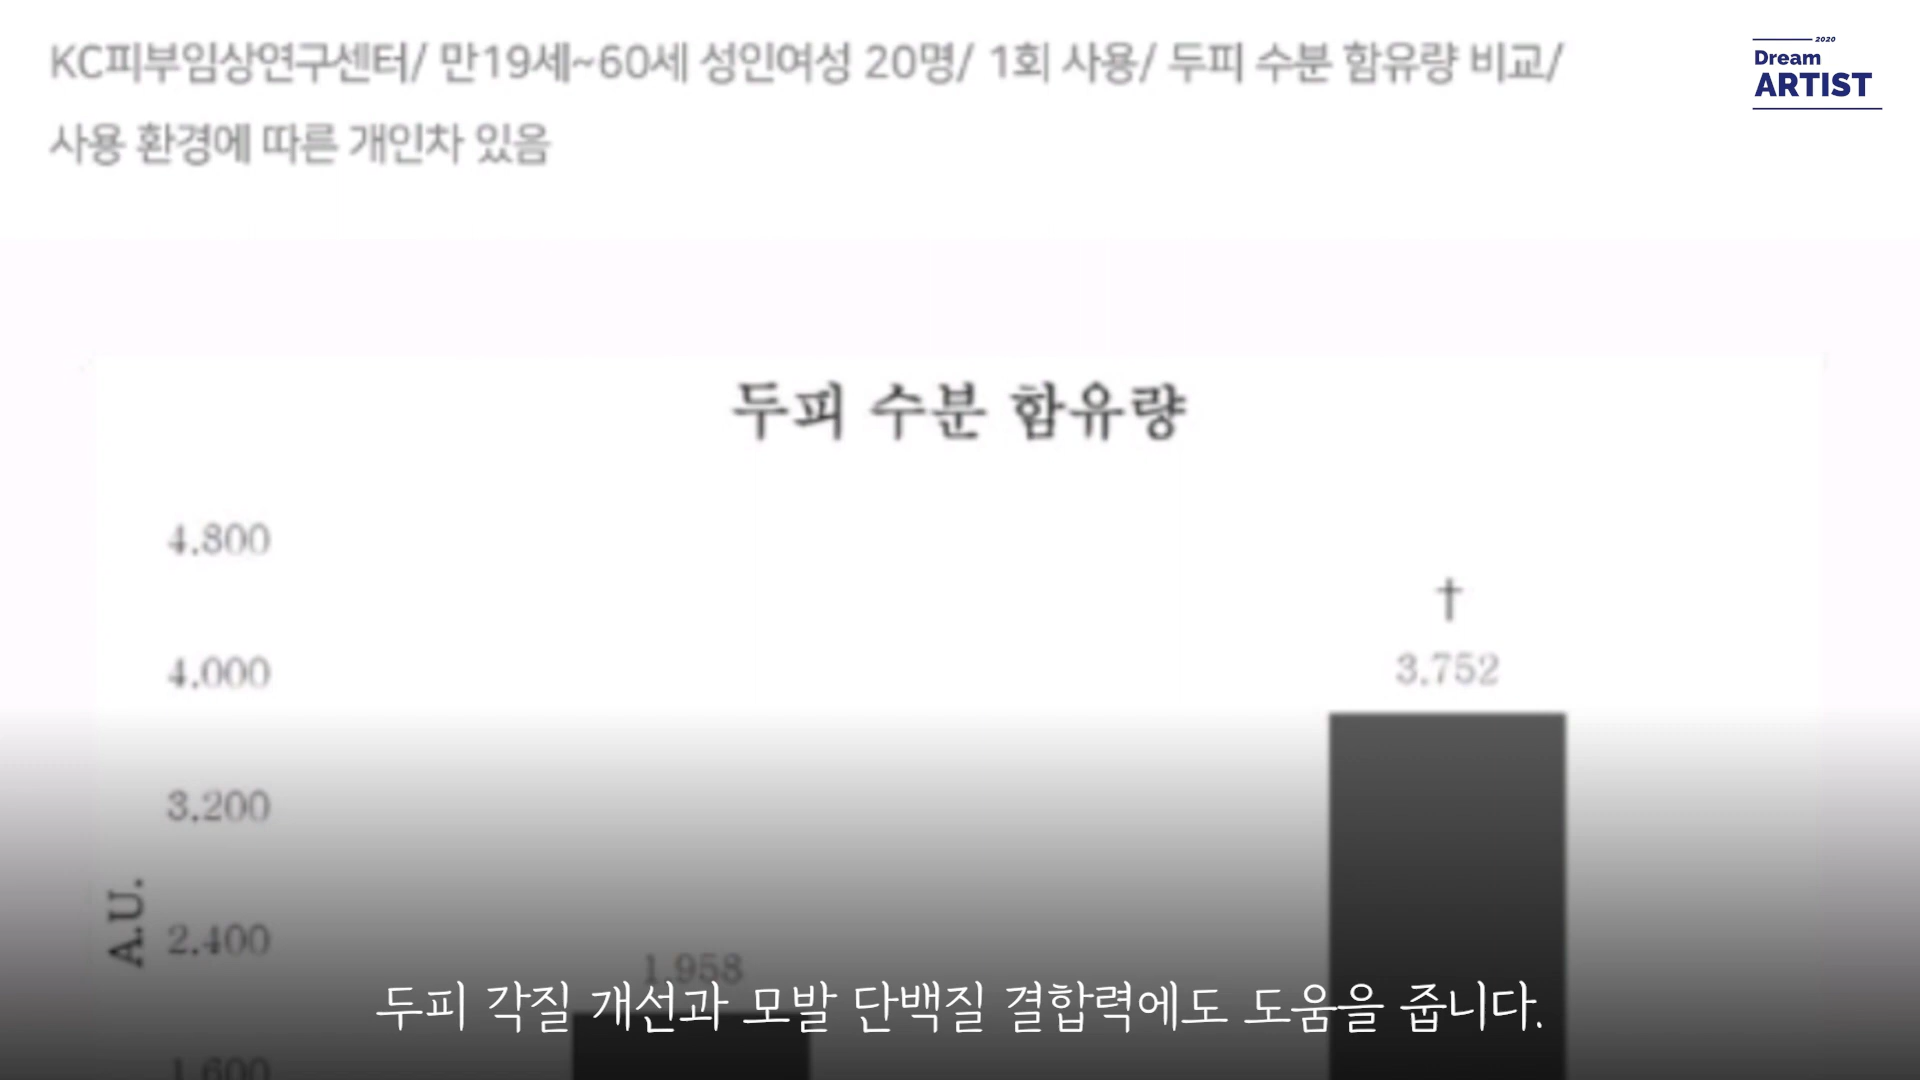 KC피부임상연구센터/ 만19세~60세 성인여성 20명/ 1회 사용/ 두피 수분 함유량 비교/
사용 환경에 따른 개인차 있음
2020
Dream
ARTIST
두피 수분 함유량
4.800
†
4.000
3.752
3.200
A.U.
2.400
1.958
두피 각질 개선과 모발 단백질 결합력에도 도움을 줍니다.
1.600